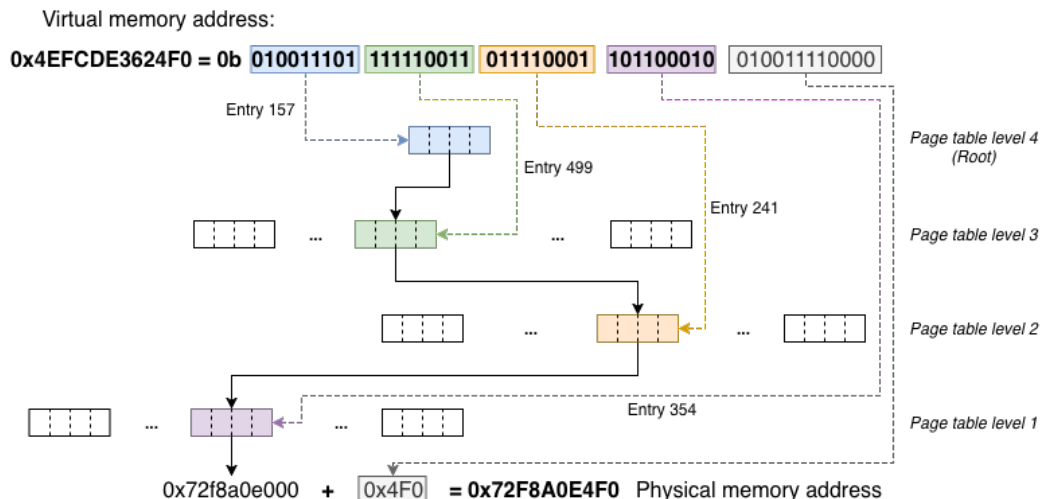 Virtual memory address:
0x4EFCDE3624F0 = 0b 010011101 111110011 011110001 101100010 010011110000
Entry 157
Page table level 4
(Root)
Entry 499
Entry 241
... ... Page table level 3
... ... Page table level 2
Entry 354
... ... Page table level 1
0x72f8a0e000 + 0x4F0 = 0x72F8A0E4F0 Physical memory address